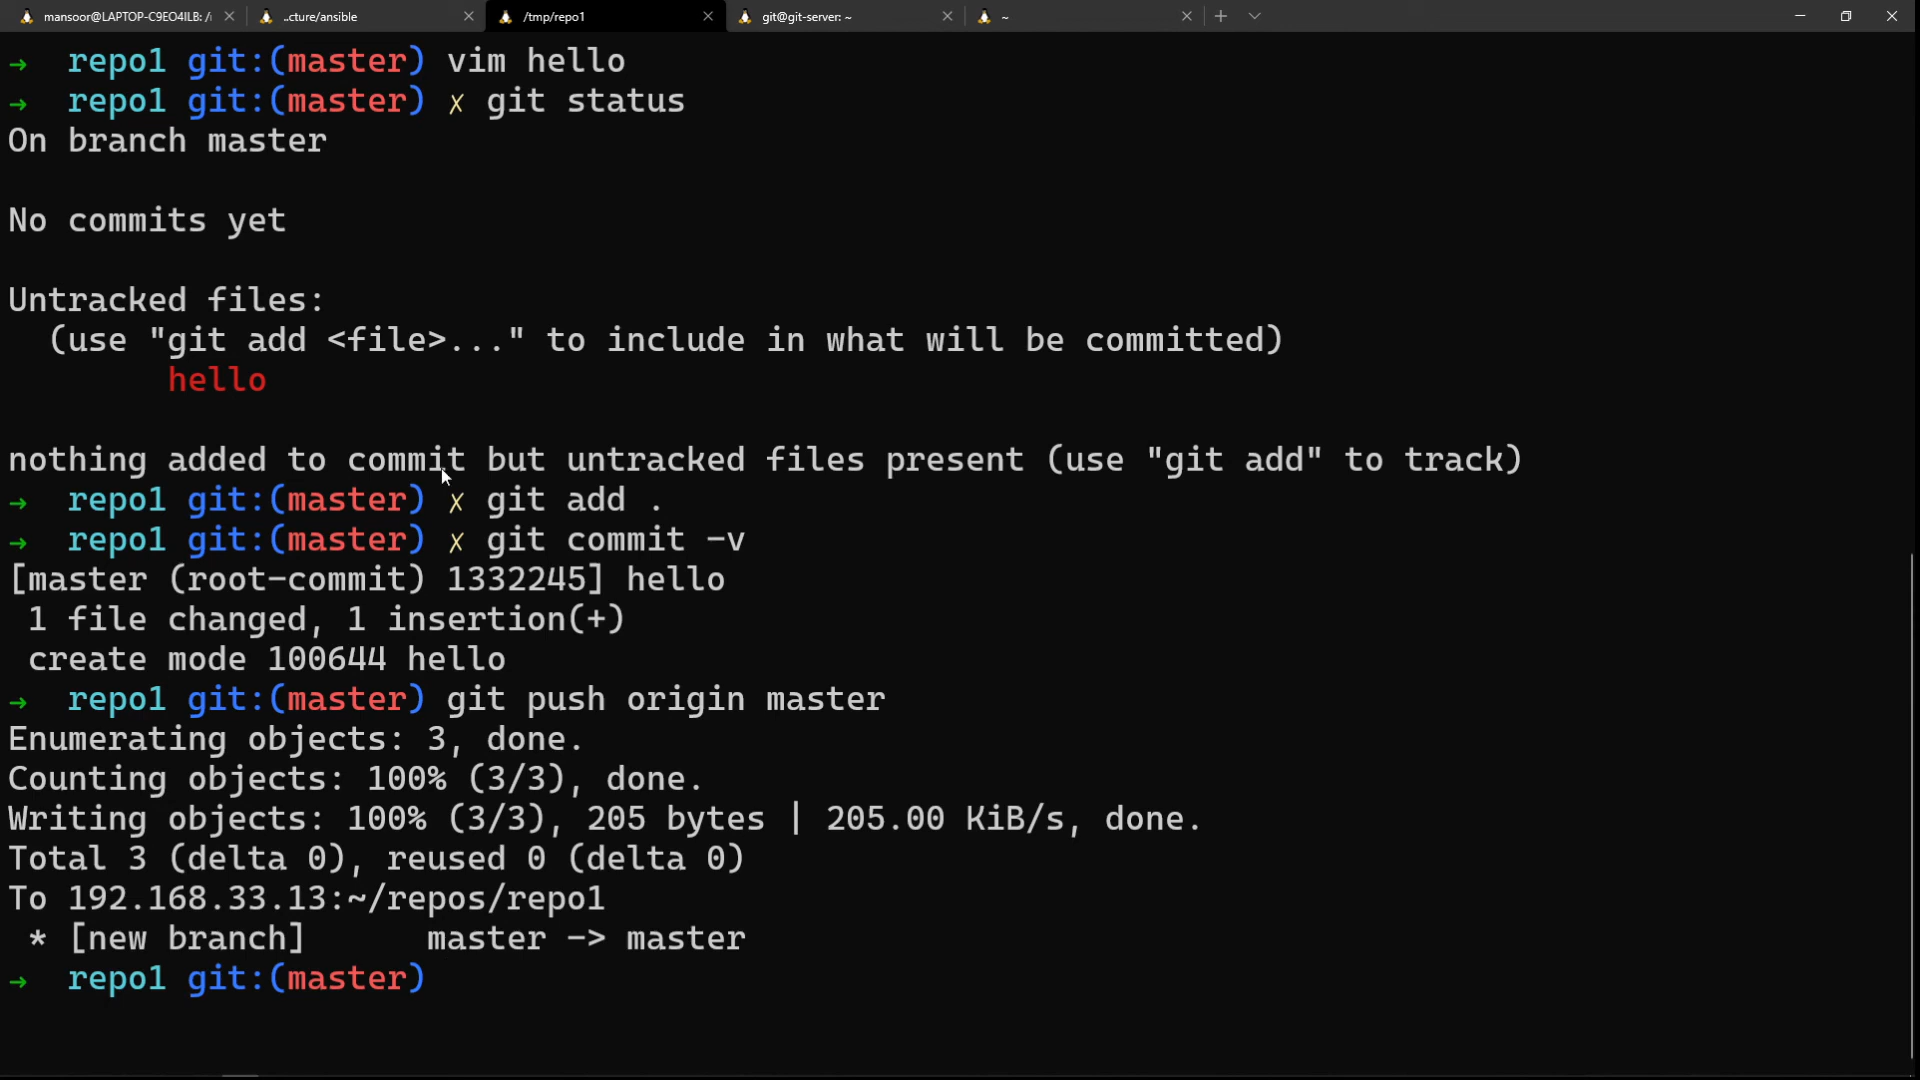 mansoor@LAPTOP-C9EO4ILB: /
..cture/ansible
/tmp/repo1
git@git-server: ~
~
→ repo1 git:(master) vim hello
→ repo1 git:(master) ✗ git status
On branch master
No commits yet
Untracked files:
(use "git add <file>..." to include in what will be committed)
hello
nothing added to commit but untracked files present (use "git add" to track)
→ repo1 git:(master) ✗ git add .
→ repo1 git:(master) ✗ git commit -v
[master (root-commit) 1332245] hello
1 file changed, 1 insertion(+)
create mode 100644 hello
→ repo1 git:(master) git push origin master
Enumerating objects: 3, done.
Counting objects: 100% (3/3), done.
Writing objects: 100% (3/3), 205 bytes | 205.00 KiB/s, done.
Total 3 (delta 0), reused 0 (delta 0)
To 192.168.33.13:~/repos/repo1
* [new branch] master -> master
→ repo1 git:(master)